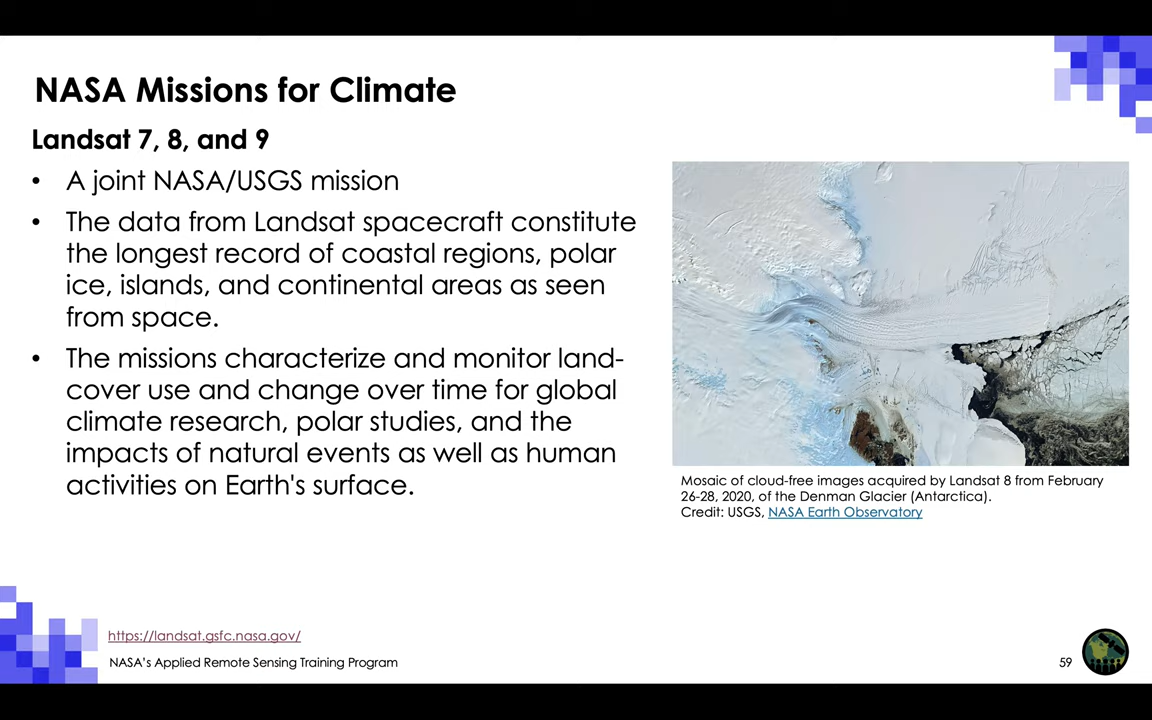 NASA Missions for Climate
Landsat 7, 8, and 9
• A joint NASA/USGS mission
• The data from Landsat spacecraft constitute
the longest record of coastal regions, polar
ice, islands, and continental areas as seen
from space.
• The missions characterize and monitor land-
cover use and change over time for global
climate research, polar studies, and the
impacts of natural events as well as human
activities on Earth's surface.
Mosaic of cloud-free images acquired by Landsat 8 from February
26-28, 2020, of the Denman Glacier (Antarctica).
Credit: USGS, NASA Earth Observatory
https://landsat.gsfc.nasa.gov/
NASA's Applied Remote Sensing Training Program
59